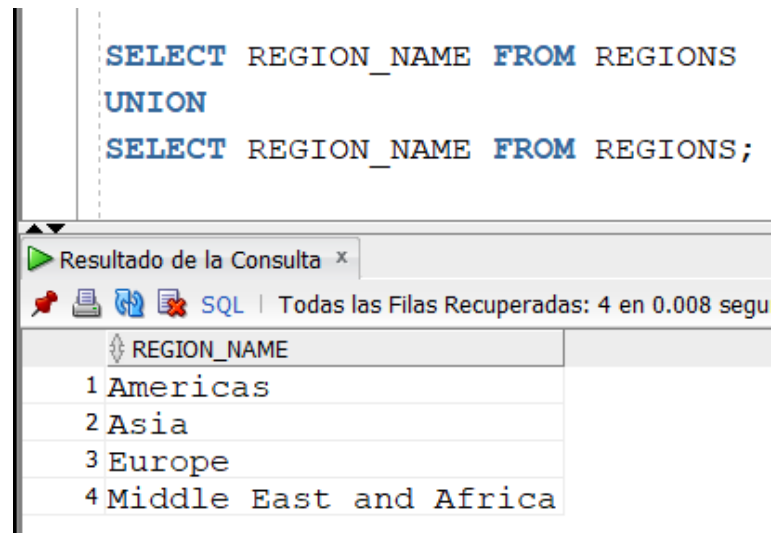 SELECT REGION_NAME FROM REGIONS
UNION
SELECT REGION_NAME FROM REGIONS;
Resultado de la Consulta x
SQL | Todas las Filas Recuperadas: 4 en 0.008 segu
REGION_NAME
1 Americas
2 Asia
3 Europe
4 Middle East and Africa